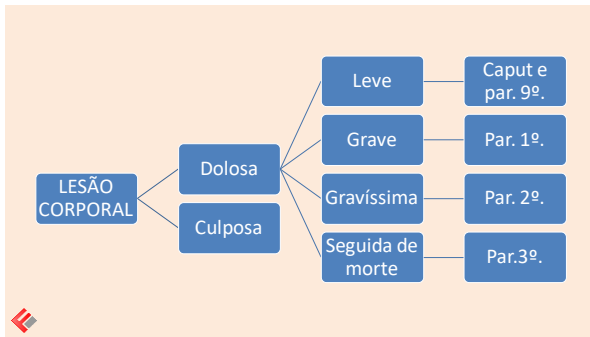 LESÃO
CORPORAL
Dolosa
Culposa
Leve
Caput e
par. 9º.
Grave
Par. 1º.
Gravíssima
Par. 2º.
Seguida de
morte
Par.3º.